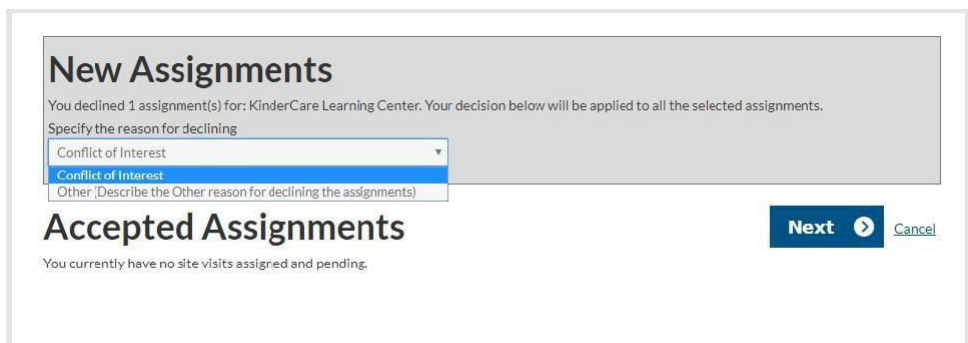 New Assignments
You declined 1 assignment(s) for: KinderCare Learning Center. Your decision below will be applied to all the selected assignments.
Specify the reason for declining
Conflict of Interest
Conflict of Interest
Other (Describe the Other reason for declining the assignments)
Accepted Assignments
Next
Cancel
You currently have no site visits assigned and pending.